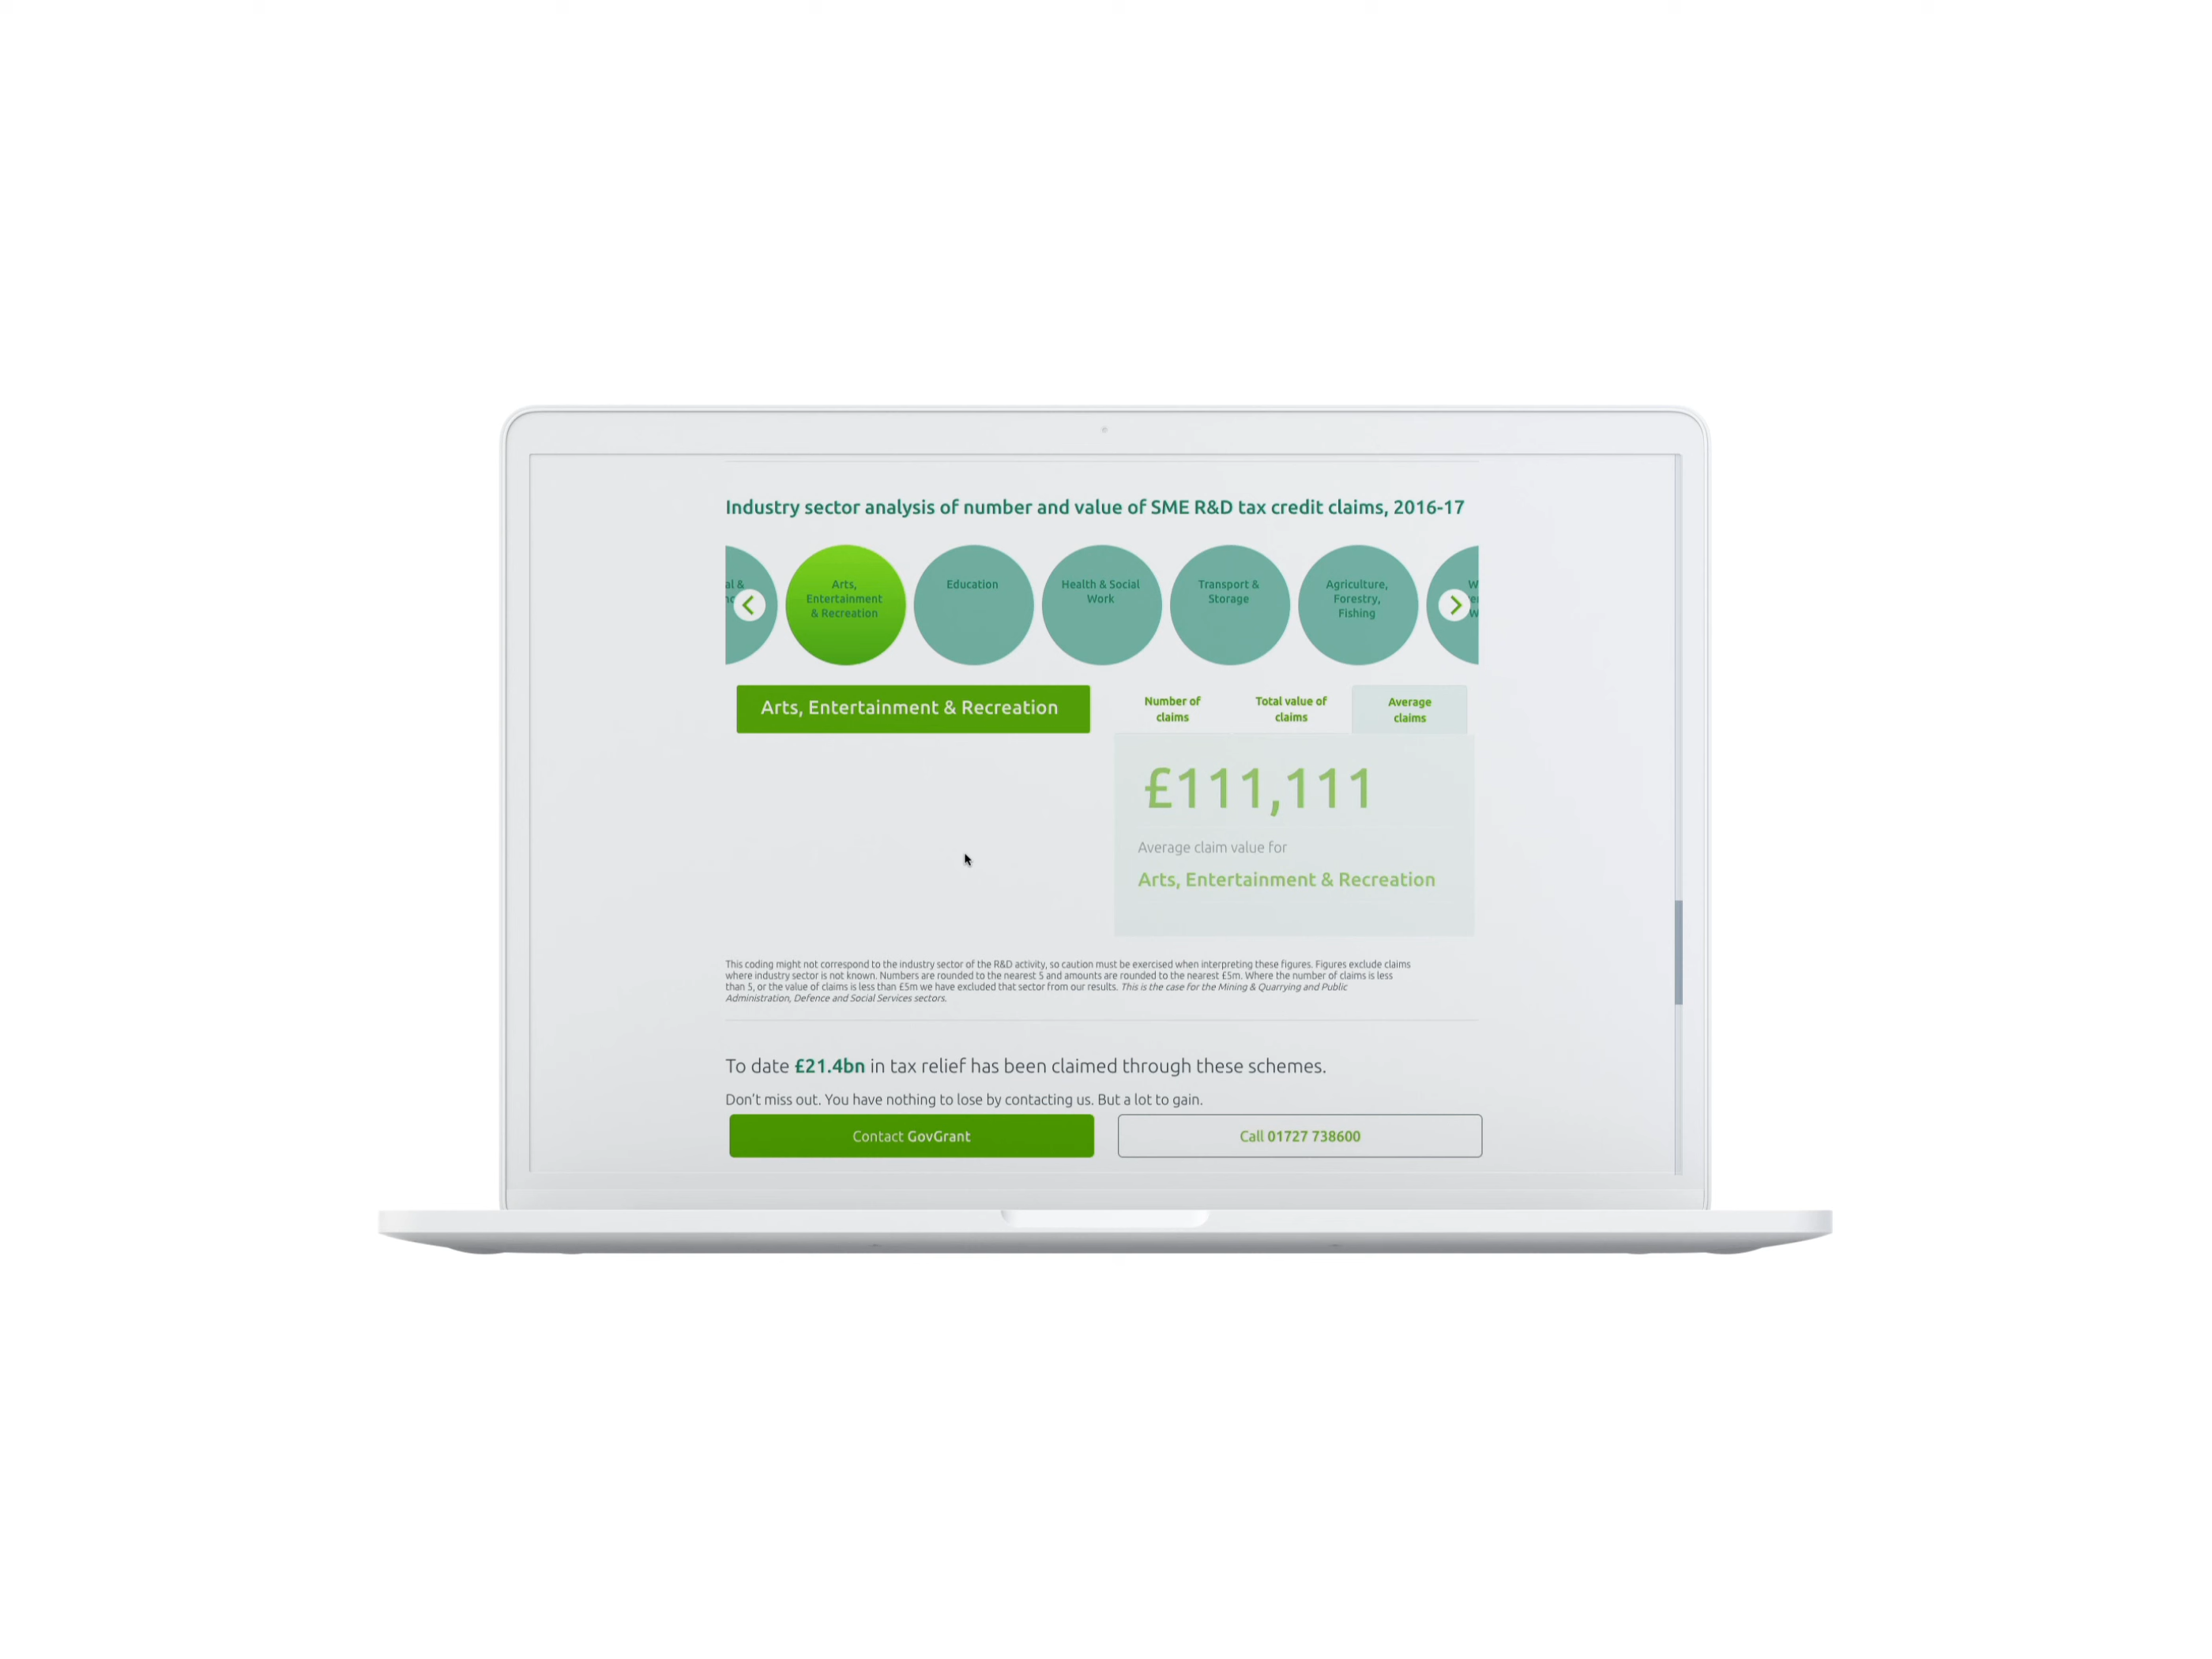 Industry sector analysis of number and value of SME R&D tax credit claims, 2016-17
al &
Arts,
Entertainment
& Recreation
Education
Health & Social
Work
Transport &
Storage
Agriculture,
Forestry,
Fishing
Arts, Entertainment & Recreation
Number of
claims
Total value of
claims
Average
claims
£111,111
Average claim value for
Arts, Entertainment & Recreation
This coding might not correspond to the industry sector of the R&D activity, so caution must be exercised when interpreting these figures. Figures exclude claims
where industry sector is not known. Numbers are rounded to the nearest 5 and amounts are rounded to the nearest £5m. Where the number of claims is less
than 5, or the value of claims is less than £5m we have excluded that sector from our results. This is the case for the Mining & Quarrying and Public
Administration, Defence and Social Services sectors.
To date £21.4bn in tax relief has been claimed through these schemes.
Don't miss out. You have nothing to lose by contacting us. But a lot to gain.
Contact GovGrant
Call 01727 738600